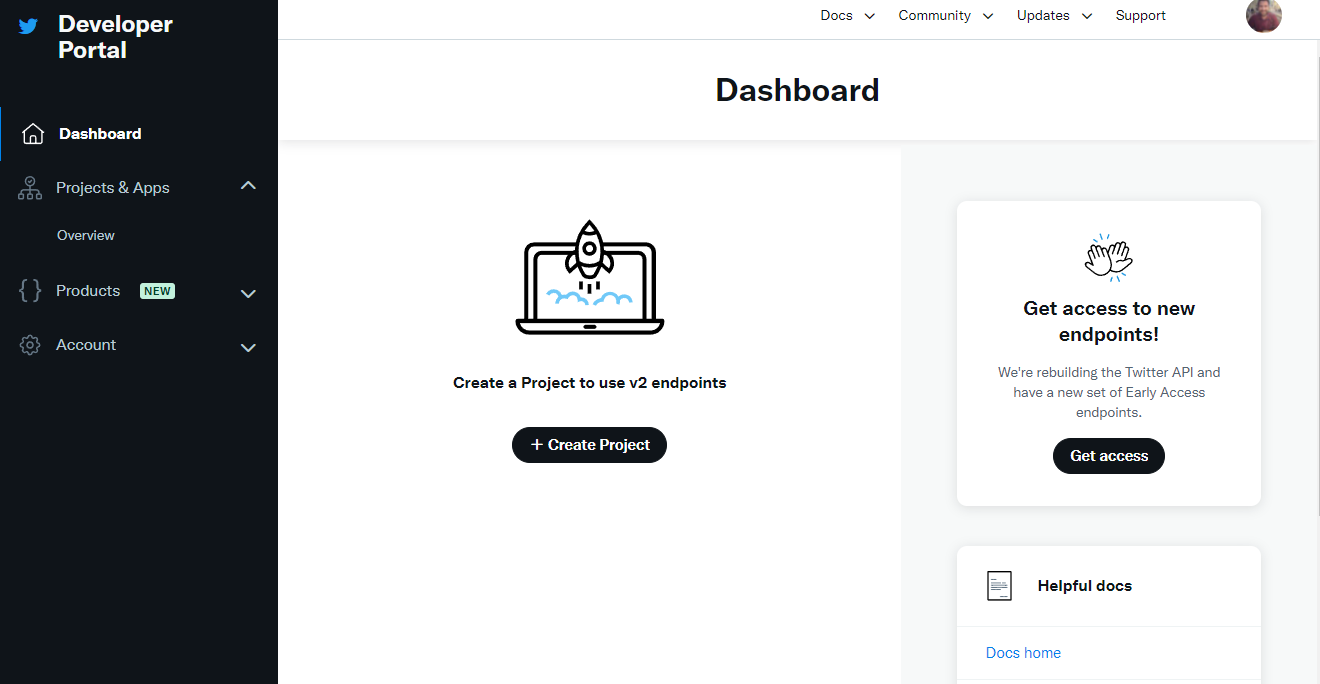 Developer
Portal
Dashboard
Projects & Apps
Overview
Products NEW
Account
Docs Community Updates Support
Dashboard
Create a Project to use v2 endpoints
+ Create Project
Get access to new
endpoints!
We're rebuilding the Twitter API and
have a new set of Early Access
endpoints.
Get access
Helpful docs
Docs home